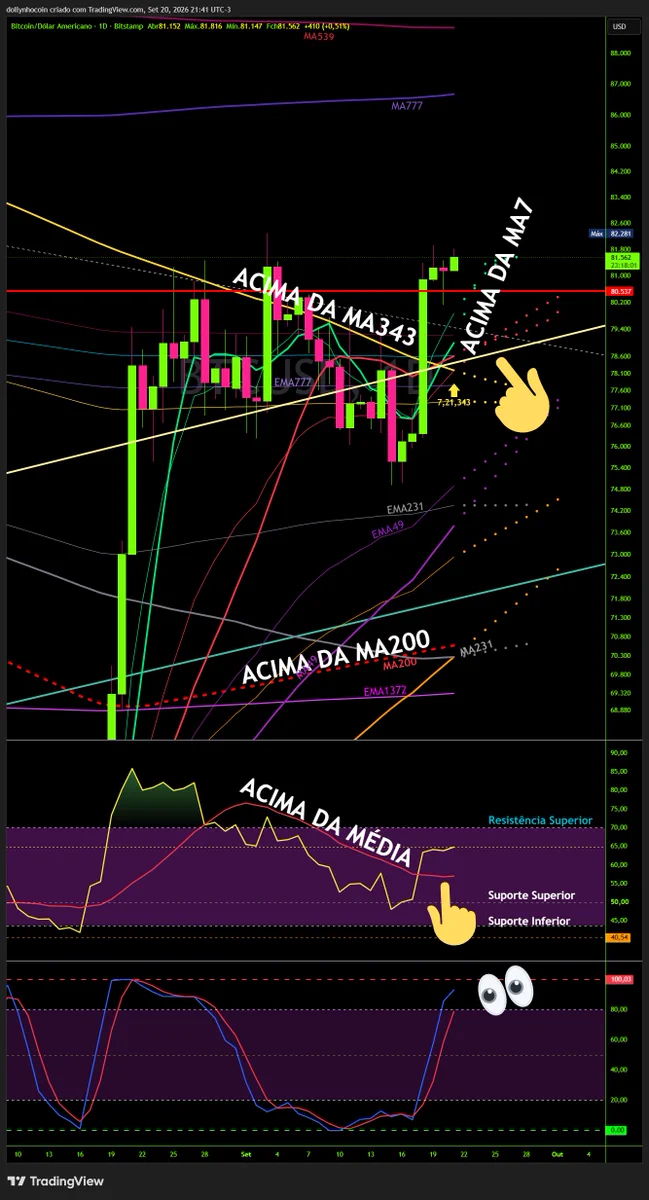 dollynhocoin criado com TradingView.com, Set 20, 2026 21:41 UTC-3
Bitcoin/Dólar Americano · 1D · Bitstamp Abr81.152 Máx.81.816 Mín.81.147 Fch81.562 +410 (+0,51%)
USD
MA539
88.000
87.000
MA777
86.000
85.000
84.200
83.400
82.600
Máx 82.281
81.800
81.562
23:18:01
81.000
80.537
80.200
ACIMA DA MA7
ACIMA DA MA343
79.400
78.600
78.100
EMA777
77.600
7,21,343
77.100
76.600
76.000
75.400
74.800
EMA231
74.200
EMA49
73.600
73.000
72.400
71.800
71.300
70.800
ACIMA DA MA200
MA231
MA200
70.300
69.800
EMA1372
69.320
68.880
90,00
85,00
80,00
ACIMA DA MÉDIA
75,00
Resistência Superior
70,00
65,00
60,00
55,00
Suporte Superior
50,00
Suporte Inferior
45,00
40,54
100,03
80,00
60,00
40,00
20,00
0,00
10 13 16 19 22 25 28 Set 4 7 10 13 16 19 22 25 28 Out 4
TradingView